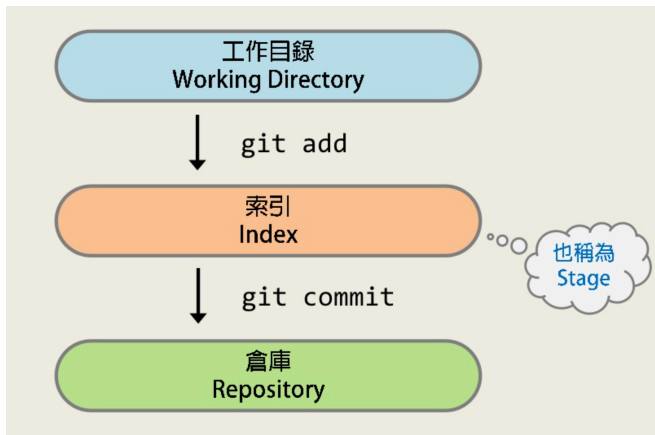 工作目錄
Working Directory
git add
索引
Index
也稱為
Stage
git commit
倉庫
Repository